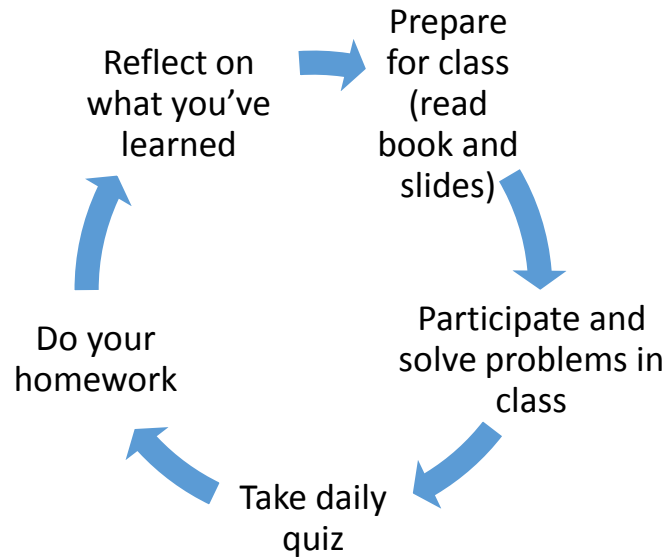 Prepare
for class
(read
book and
slides)
Participate and
solve problems in
class
Take daily
quiz
Do your
homework
Reflect on
what you’ve
learned